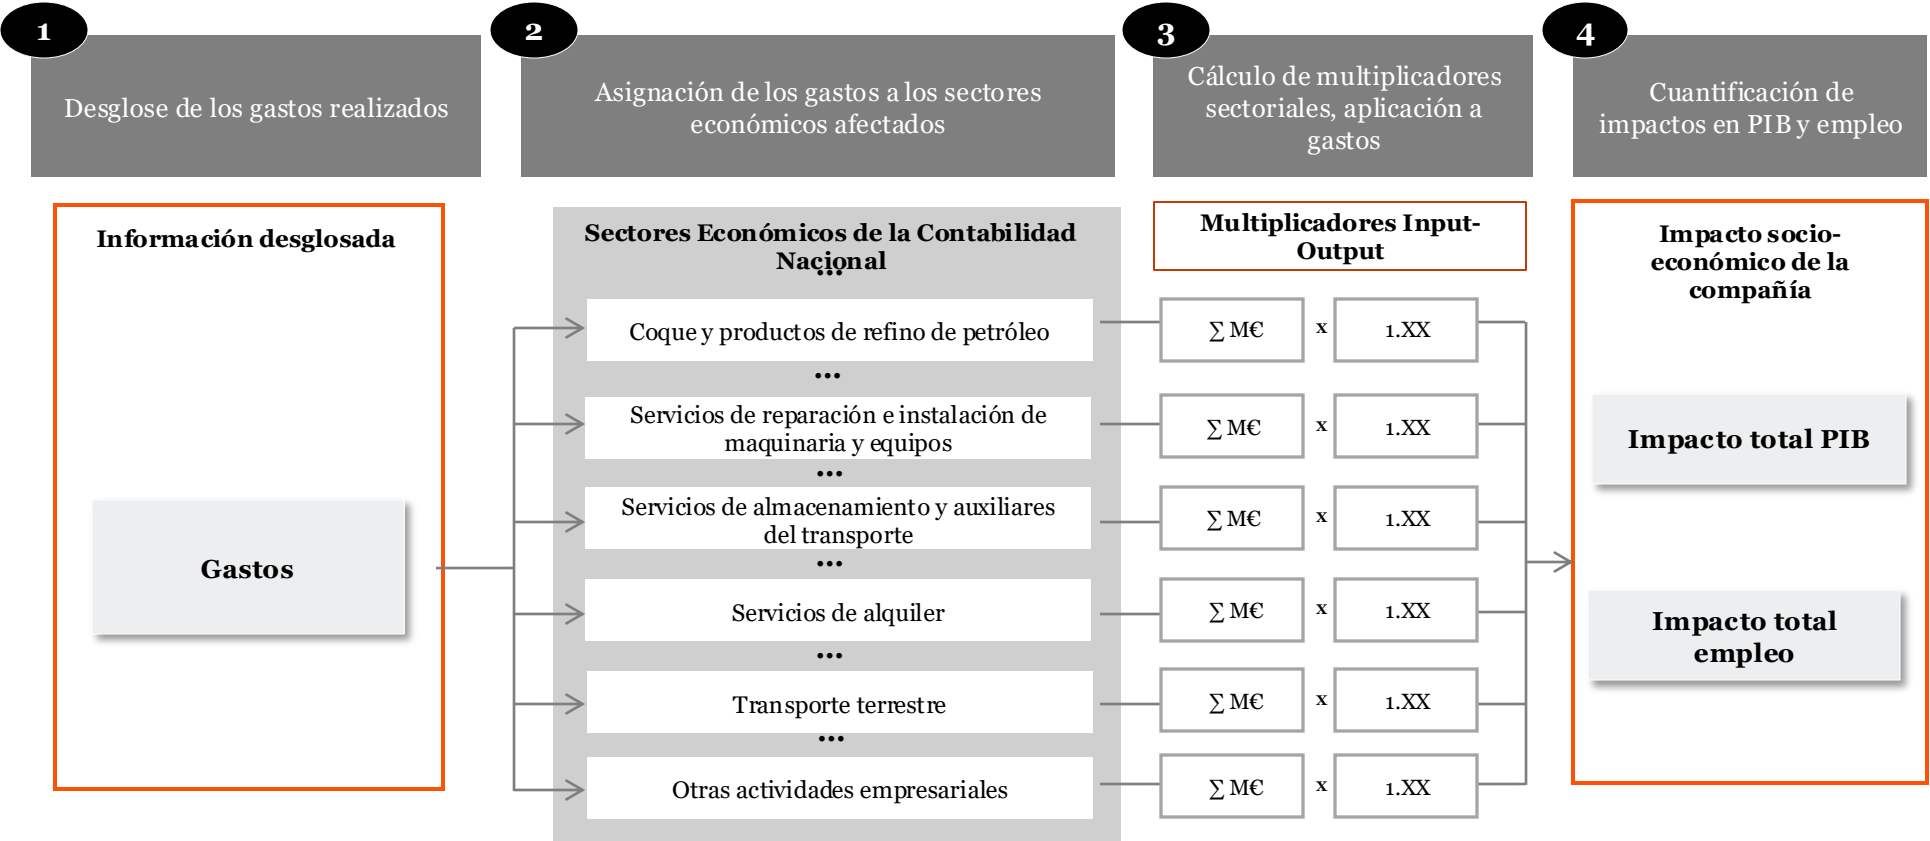 1
Desglose de los gastos realizados
2
Asignación de los gastos a los sectores
económicos afectados
3
Cálculo de multiplicadores
sectoriales, aplicación a
gastos
4
Cuantificación de
impactos en PIB y empleo
Información desglosada
Gastos
Sectores Económicos de la Contabilidad
Nacional
...
Coque y productos de refino de petróleo
...
Servicios de reparación e instalación de
maquinaria y equipos
...
Servicios de almacenamiento y auxiliares
del transporte
...
Servicios de alquiler
...
Transporte terrestre
...
Otras actividades empresariales
Multiplicadores Input-
Output
∑ M€ x 1.XX
∑ M€ x 1.XX
∑ M€ x 1.XX
∑ M€ x 1.XX
∑ M€ x 1.XX
∑ M€ x 1.XX
Impacto socio-
económico de la
compañía
Impacto total PIB
Impacto total
empleo